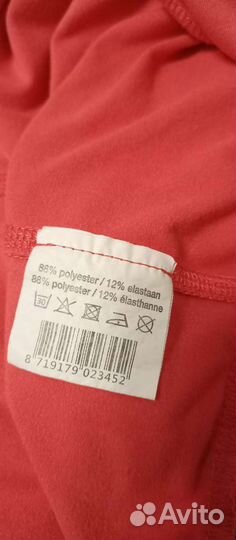 88% polyester / 12% elastaan
88% polyester / 12% élasthanne
30
8 719179 023452
Avito